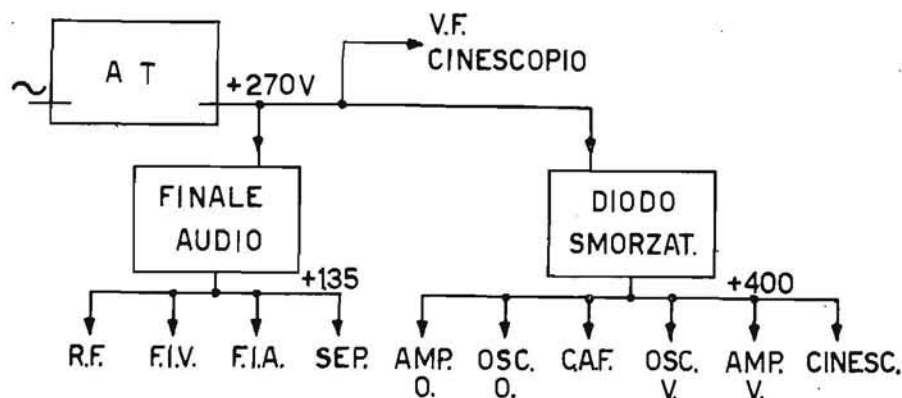 V.F.
CINESCOPIO
A T
~
+270V
FINALE
AUDIO
DIODO
SMORZAT.
+135
+400
R.F.
F.I.V.
F.I.A.
SEP.
AMP.
O.
OSC.
O.
C.A.F.
OSC.
V.
AMP.
V.
CINESC.